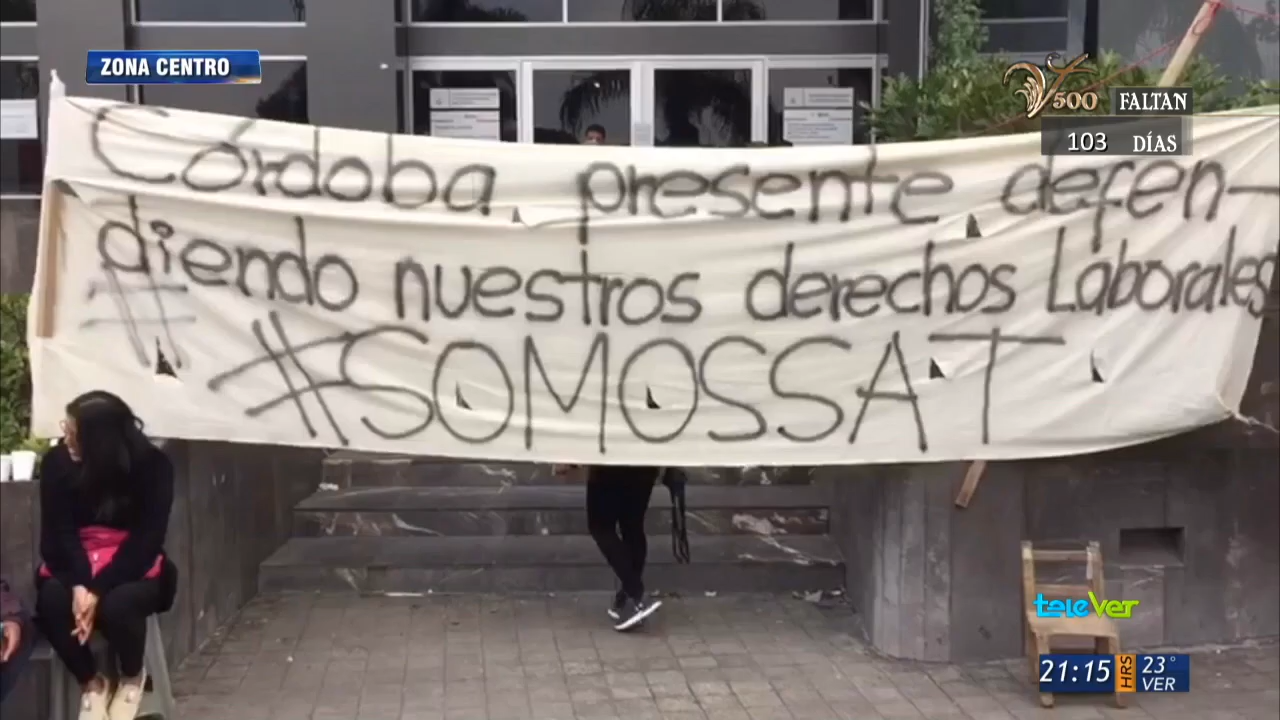 ZONA CENTRO
V500 FALTAN
103 DÍAS
Córdoba presente defen-
diendo nuestros derechos Laborales
#
#SOMOSSAT
teleVer
21:15 HRS 23° VER